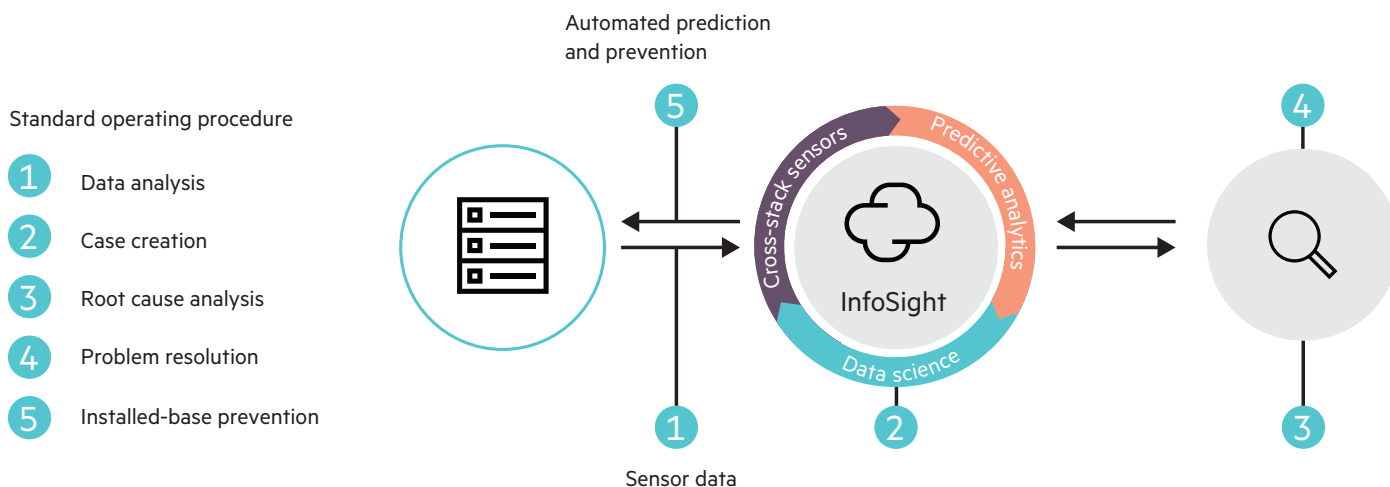 Automated prediction
and prevention
Standard operating procedure
1 Data analysis
2 Case creation
3 Root cause analysis
4 Problem resolution
5 Installed-base prevention
5
4
Cross-stack sensors
Predictive analytics
InfoSight
Data science
1
2
3
Sensor data